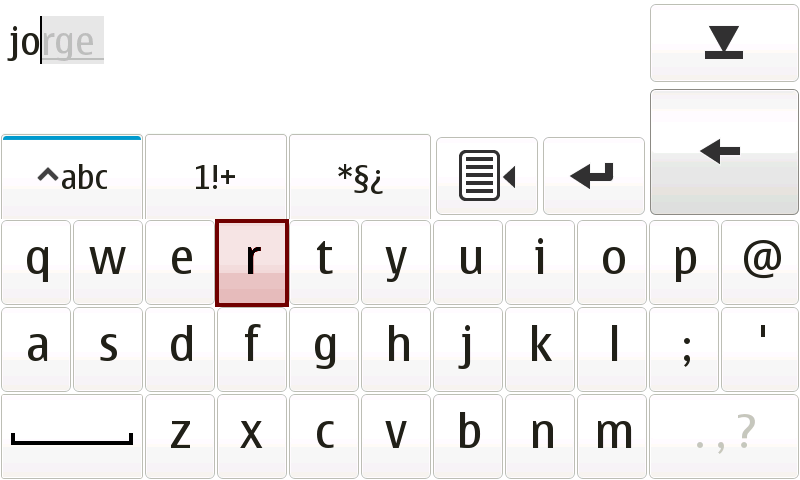 jorge
^abc 1!+ *§¿
q w e r t y u i o p @
a s d f g h j k l ; '
z x c v b n m . , ?